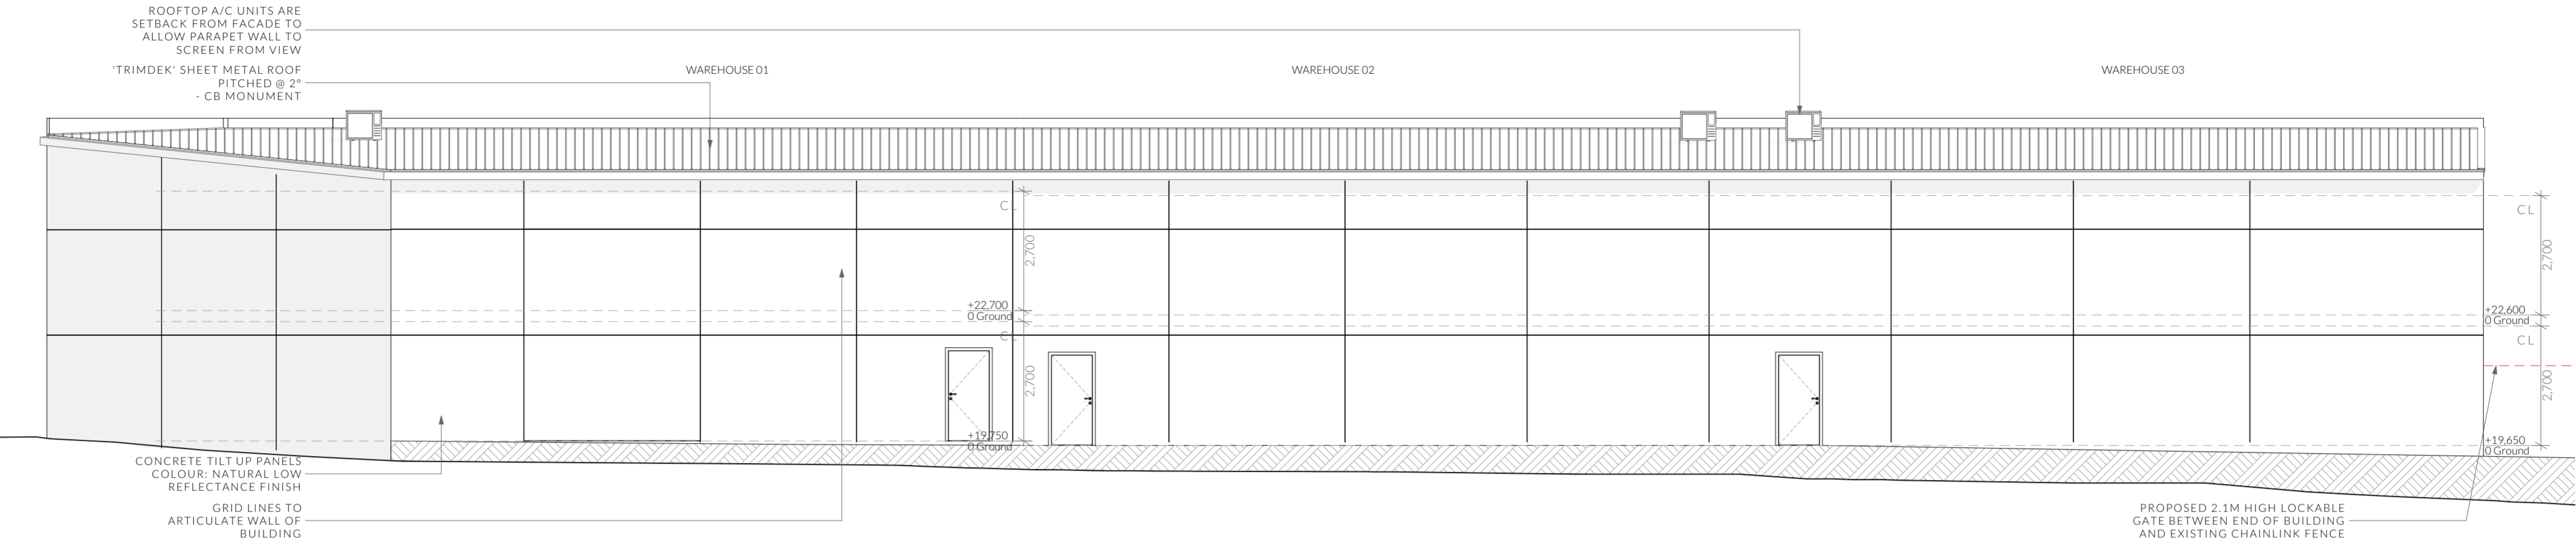 ROOFTOP A/C UNITS ARE
SETBACK FROM FACADE TO
ALLOW PARAPET WALL TO
SCREEN FROM VIEW
'TRIMDEK' SHEET METAL ROOF
PITCHED @ 2°
- CB MONUMENT
WAREHOUSE 01
WAREHOUSE 02
WAREHOUSE 03
CL
2,700
+22,700
0 Ground
CL
2,700
+19,750
0 Ground
CL
2,700
+22,600
0 Ground
CL
2,700
+19,650
0 Ground
CONCRETE TILT UP PANELS
COLOUR: NATURAL LOW
REFLECTANCE FINISH
GRID LINES TO
ARTICULATE WALL OF
BUILDING
PROPOSED 2.1M HIGH LOCKABLE
GATE BETWEEN END OF BUILDING
AND EXISTING CHAINLINK FENCE